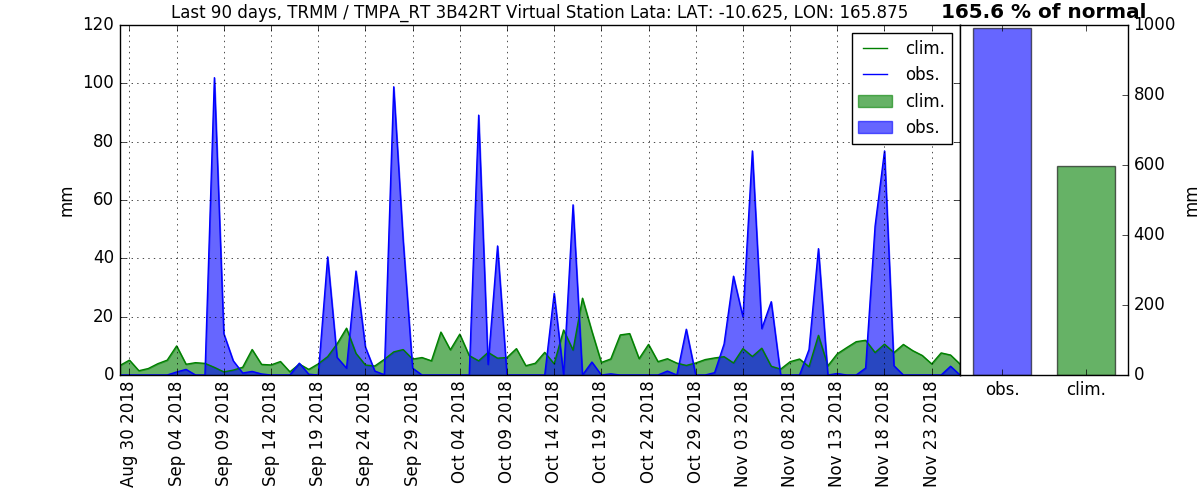 Last 90 days, TRMM / TMPA_RT 3B42RT Virtual Station Lata: LAT: -10.625, LON: 165.875
165.6 % of normal
120
100
80
60
40
20
0
mm
clim.
obs.
clim.
obs.
1000
800
600
400
200
0
mm
obs.
clim.
Aug 30 2018
Sep 04 2018
Sep 09 2018
Sep 14 2018
Sep 19 2018
Sep 24 2018
Sep 29 2018
Oct 04 2018
Oct 09 2018
Oct 14 2018
Oct 19 2018
Oct 24 2018
Oct 29 2018
Nov 03 2018
Nov 08 2018
Nov 13 2018
Nov 18 2018
Nov 23 2018